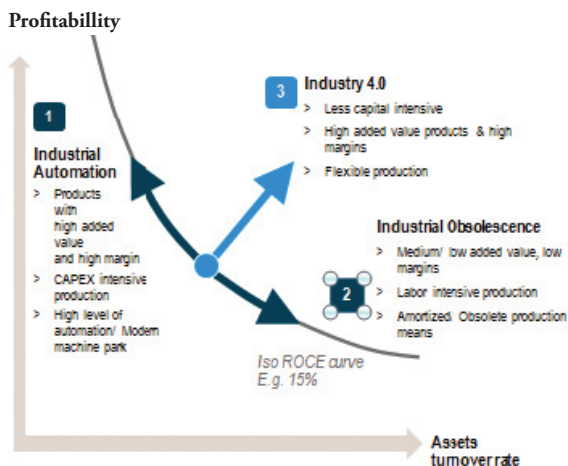 Profitabillity
3
Industry 4.0
> Less capital intensive
> High added value products & high
margins
> Flexible production
1
Industrial
Automation
> Products
with
high added
value
and high margin
> CAPEX intensive
production
> High level of
automation/ Modern
machine park
Industrial Obsolescence
> Medium/ low added value, low
margins
2
> Labor intensive production
> Amortized. Obsolete production
means
Iso ROCE curve
E.g. 15%
Assets
turnover rate